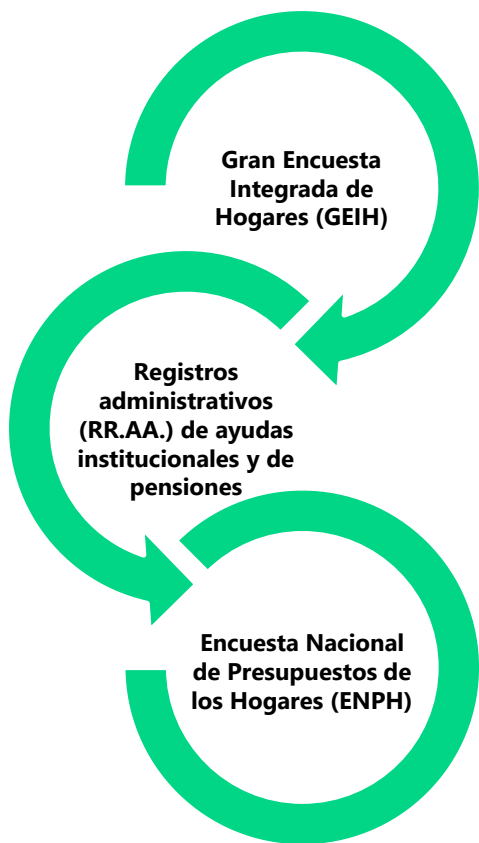 Gran Encuesta
Integrada de
Hogares (GEIH)
Registros
administrativos
(RR.AA.) de ayudas
institucionales y de
pensiones
Encuesta Nacional
de Presupuestos de
los Hogares (ENPH)